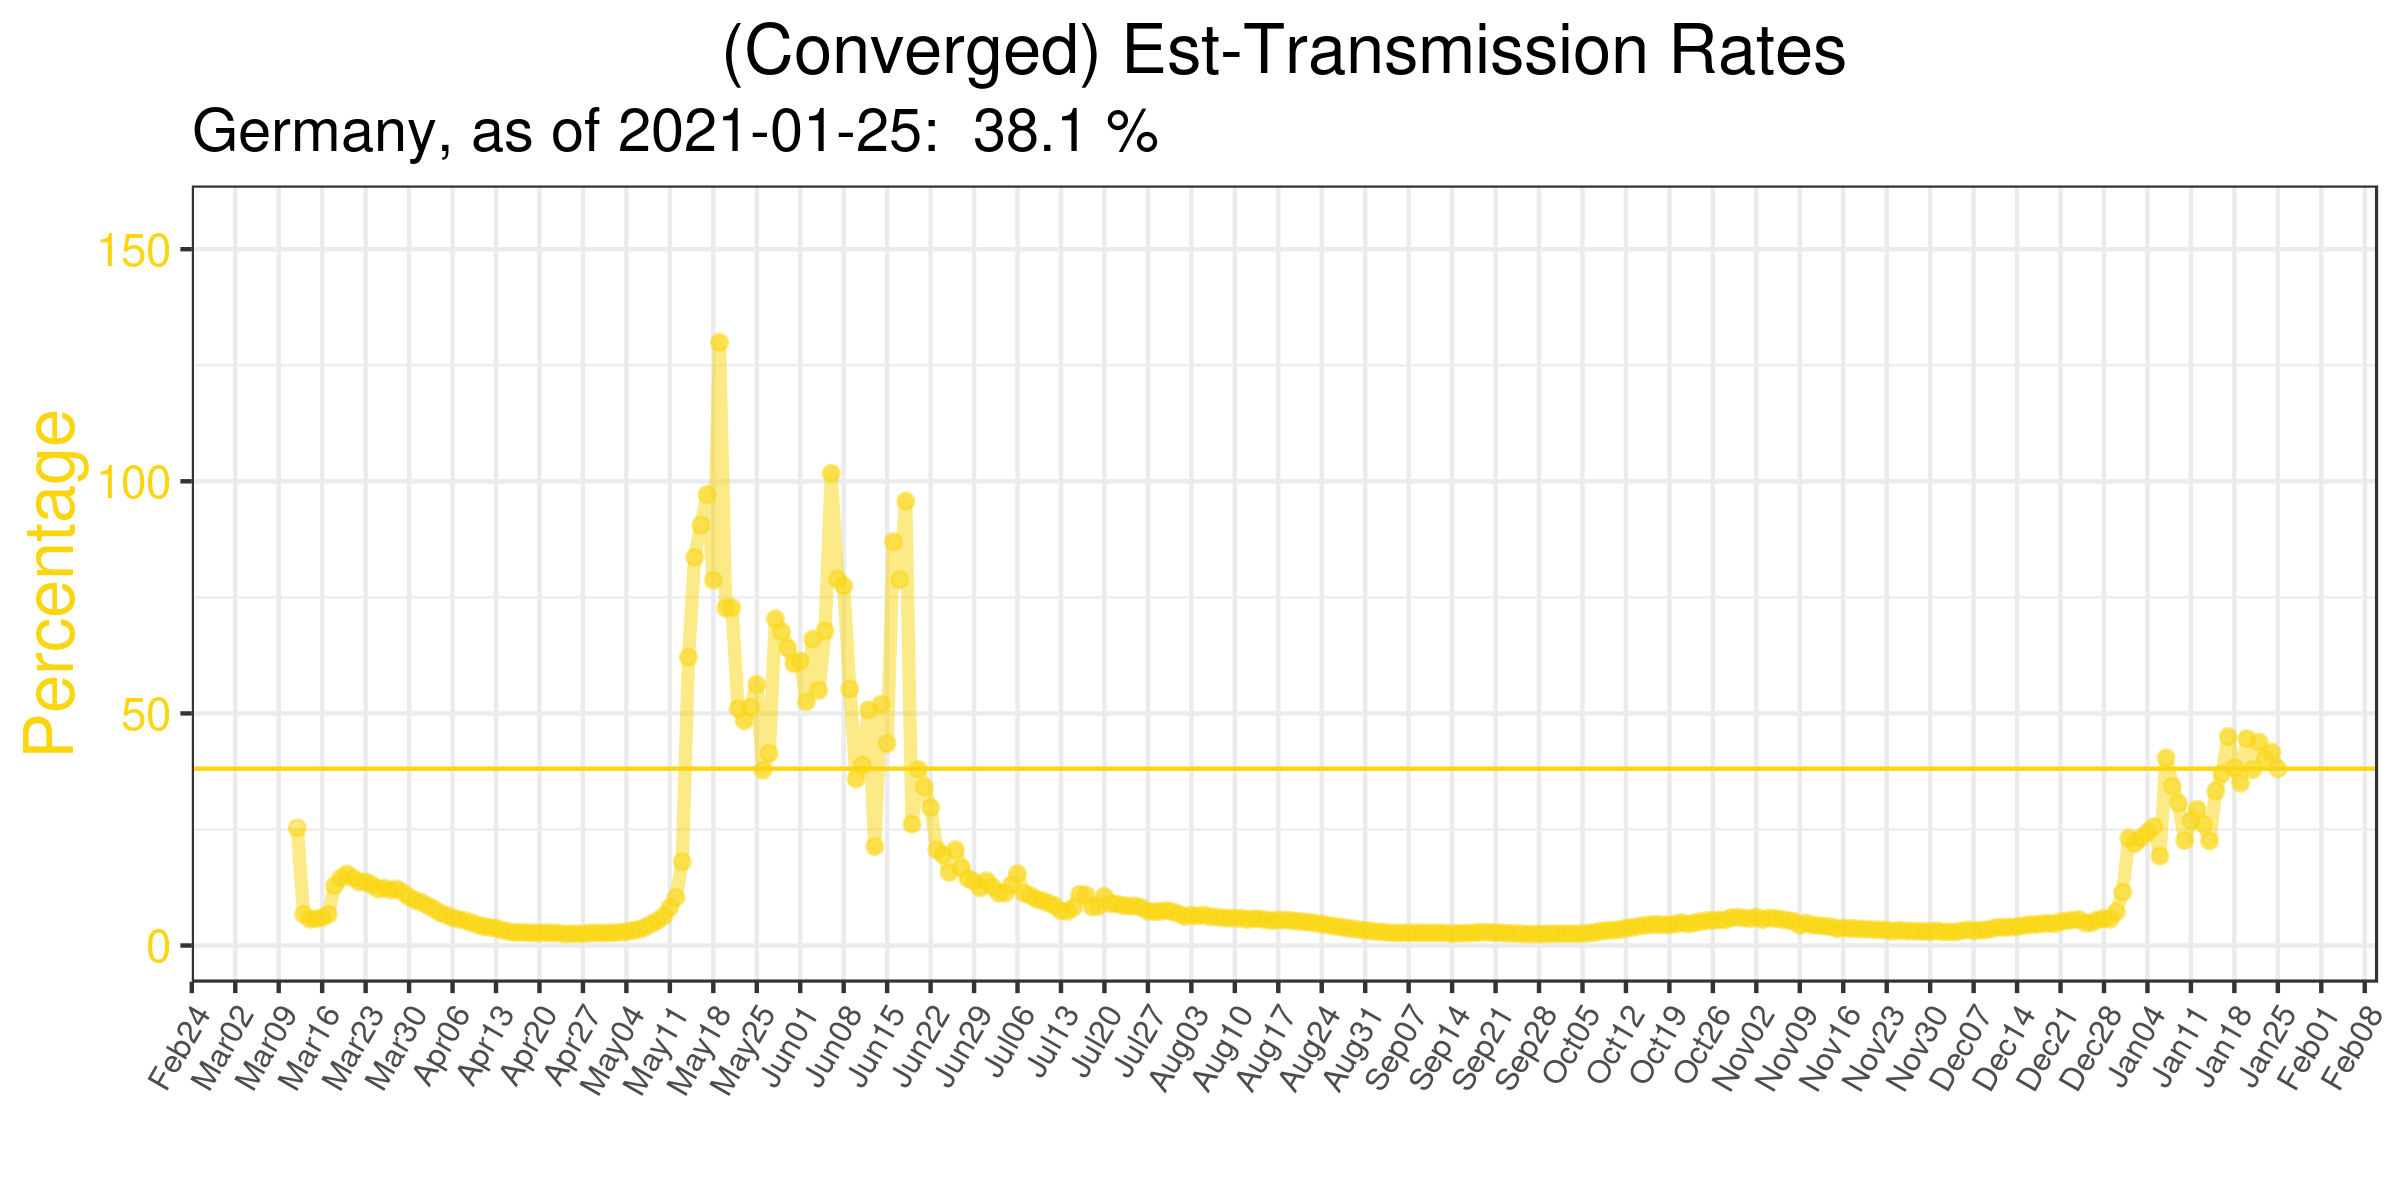 (Converged) Est-Transmission Rates
Germany, as of 2021-01-25:  38.1 %
Percentage
150
100
50
0
Feb24
Mar02
Mar09
Mar16
Mar23
Mar30
Apr06
Apr13
Apr20
Apr27
May04
May11
May18
May25
Jun01
Jun08
Jun15
Jun22
Jun29
Jul06
Jul13
Jul20
Jul27
Aug03
Aug10
Aug17
Aug24
Aug31
Sep07
Sep14
Sep21
Sep28
Oct05
Oct12
Oct19
Oct26
Nov02
Nov09
Nov16
Nov23
Nov30
Dec07
Dec14
Dec21
Dec28
Jan04
Jan11
Jan18
Jan25
Feb01
Feb08